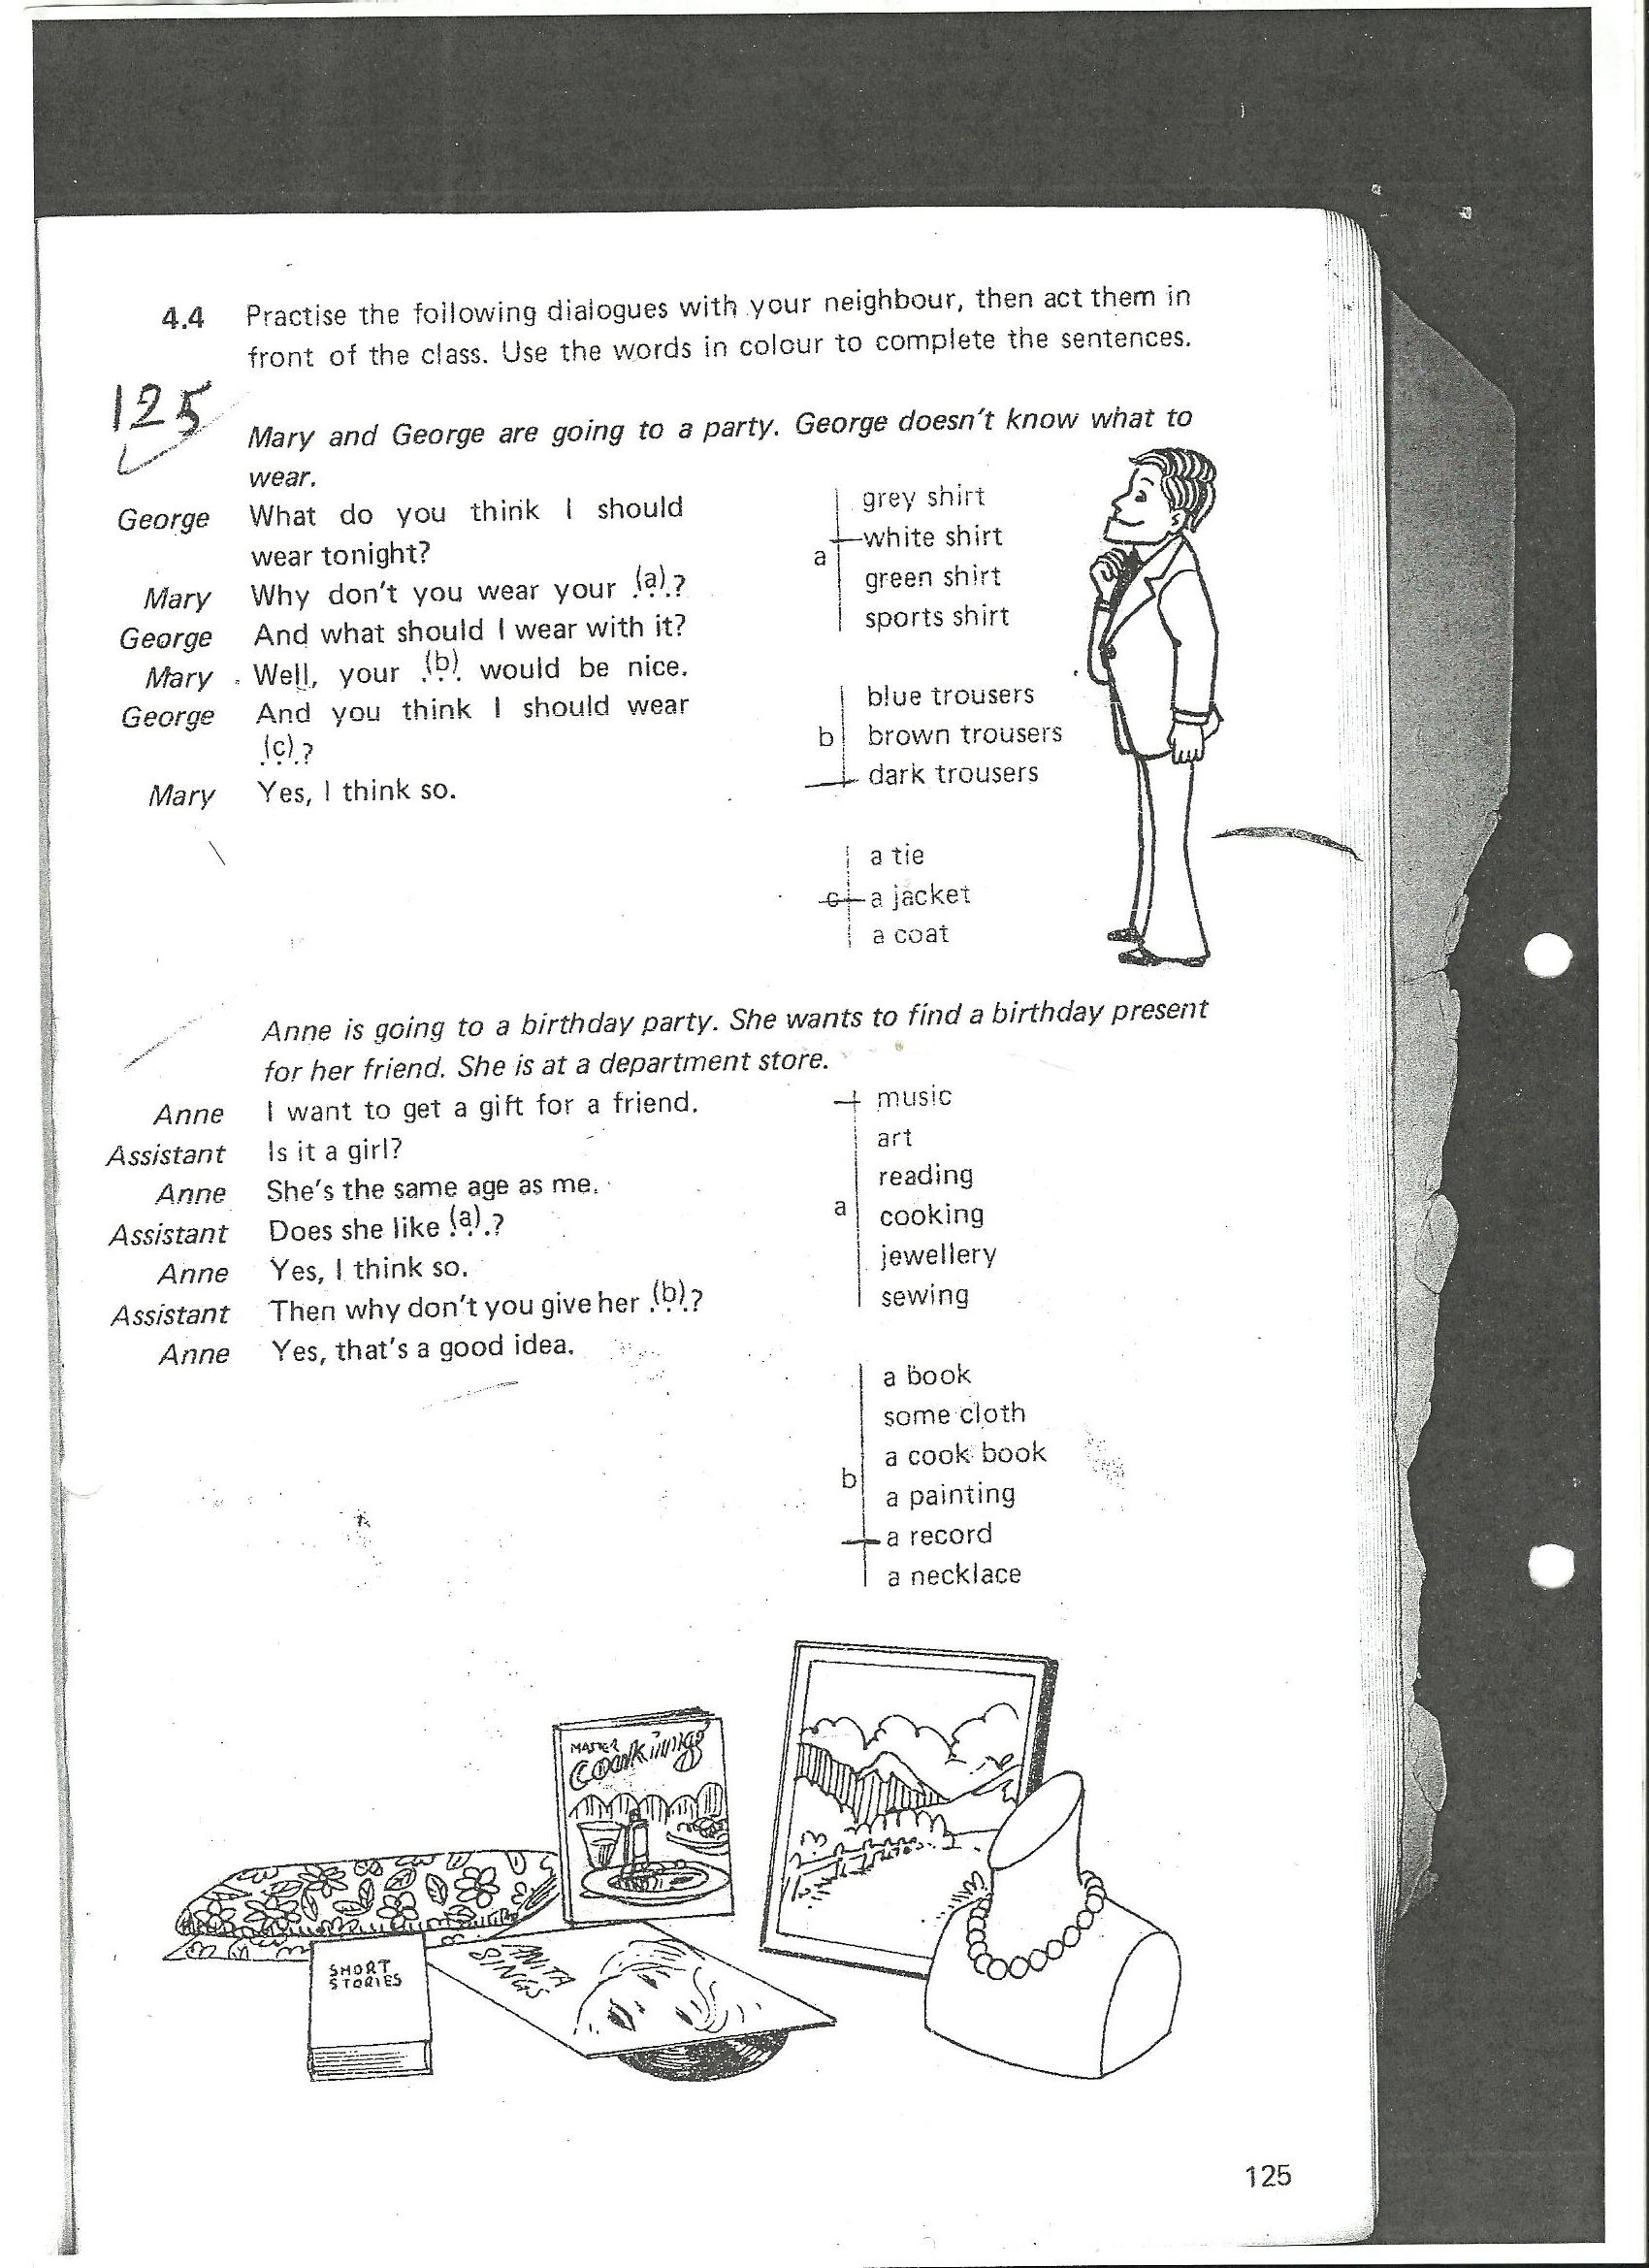 4.4 Practise the following dialogues with your neighbour, then act them in
front of the class. Use the words in colour to complete the sentences.
125
Mary and George are going to a party. George doesn't know what to
wear.
George What do you think I should
wear tonight?
Mary Why don't you wear your .(a).?
George And what should I wear with it?
Mary Well, your .(b). would be nice.
George And you think I should wear
.(c).?
Mary Yes, I think so.
a
grey shirt
white shirt
green shirt
sports shirt
b
blue trousers
brown trousers
dark trousers
c
a tie
a jacket
a coat
Anne is going to a birthday party. She wants to find a birthday present
for her friend. She is at a department store.
Anne I want to get a gift for a friend.
Assistant Is it a girl?
Anne She's the same age as me.
Assistant Does she like .(a).?
Anne Yes, I think so.
Assistant Then why don't you give her .(b).?
Anne Yes, that's a good idea.
a
music
art
reading
cooking
jewellery
sewing
b
a book
some cloth
a cook book
a painting
a record
a necklace
MASTER
COOKING
SHORT
STORIES
ANITA
SINGS
125